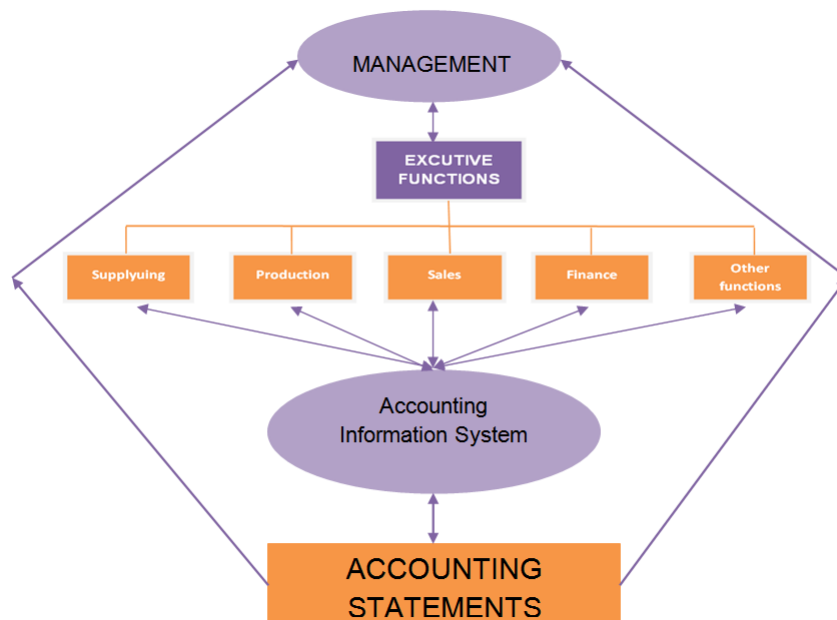 MANAGEMENT
EXCUTIVE
FUNCTIONS
Supplyuing
Production
Sales
Finance
Other
functions
Accounting
Information System
ACCOUNTING
STATEMENTS